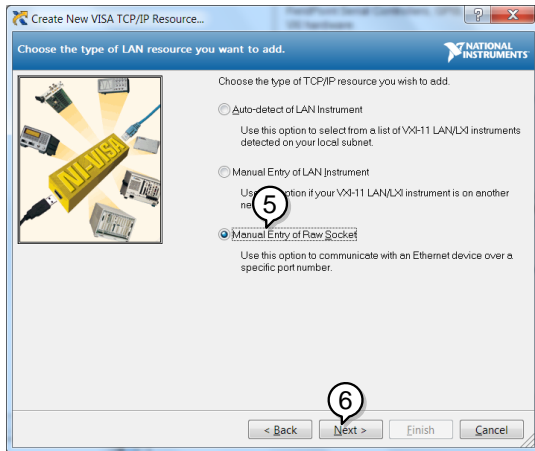 Create New VISA TCP/IP Resource...
Choose the type of LAN resource you want to add.
NATIONAL
INSTRUMENTS
Choose the type of TCP/IP resource you wish to add.
Auto-detect of LAN Instrument
Use this option to select from a list of VXI-11 LAN/LXI instruments
detected on your local subnet.
Manual Entry of LAN Instrument
option if your VXI-11 LAN/LXI instrument is on another
5
Manual Entry of Raw Socket
Use this option to communicate with an Ethernet device over a
specific port number.
NI-VISA
6
< Back
Next >
Finish
Cancel